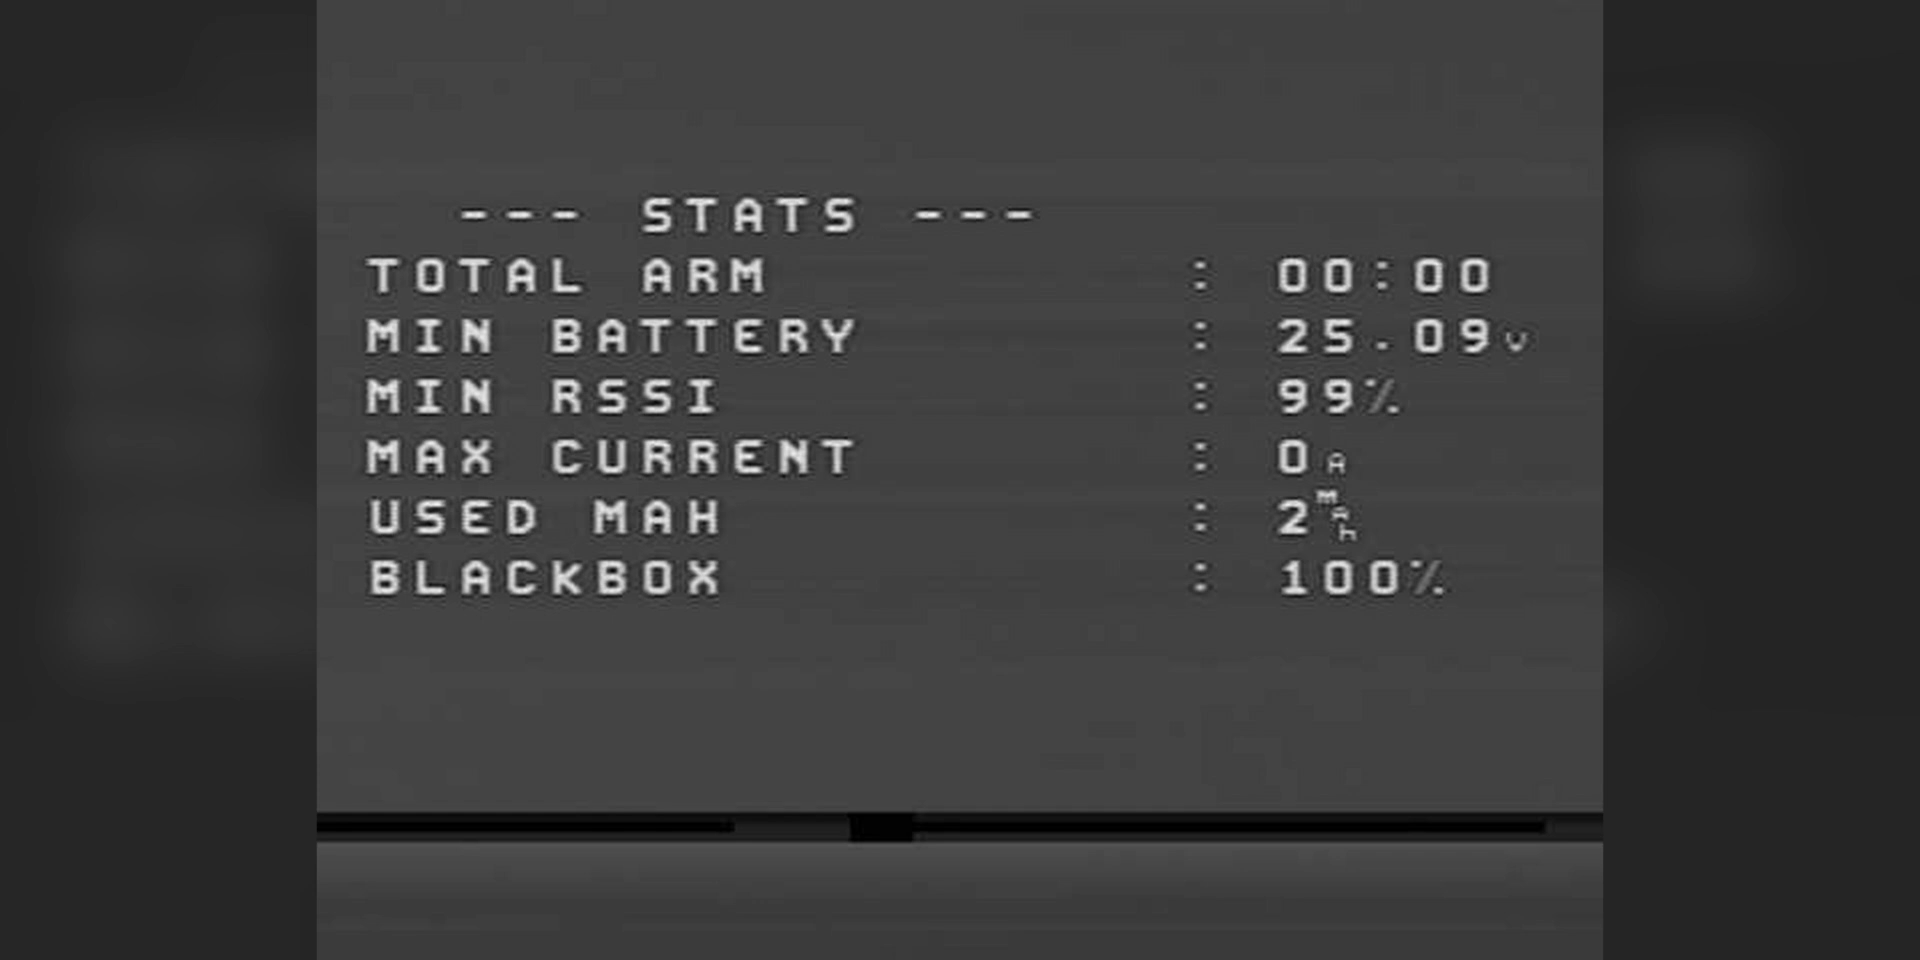 --- STATS ---
TOTAL ARM : 00:00
MIN BATTERY : 25.09V
MIN RSSI : 99%
MAX CURRENT : 0A
USED MAH : 2mAh
BLACKBOX : 100%